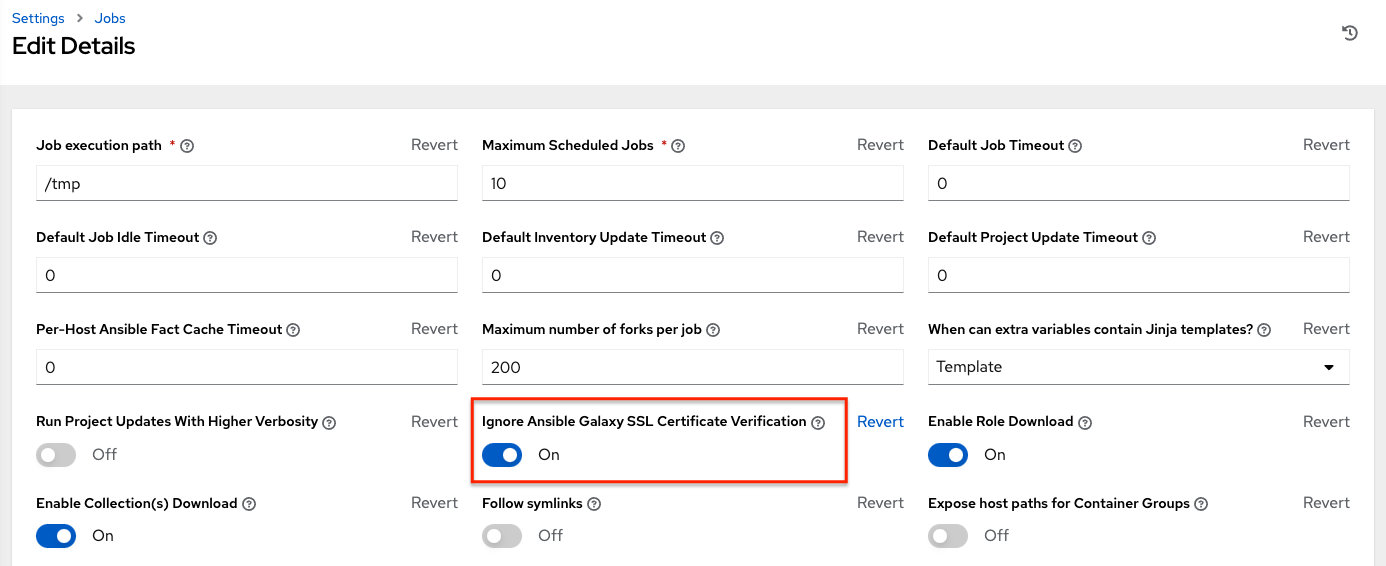 Settings > Jobs
Edit Details
Job execution path * Revert Maximum Scheduled Jobs * Revert Default Job Timeout Revert
/tmp 10 0
Default Job Idle Timeout Revert Default Inventory Update Timeout Revert Default Project Update Timeout Revert
0 0 0
Per-Host Ansible Fact Cache Timeout Revert Maximum number of forks per job Revert When can extra variables contain Jinja templates? Revert
0 200 Template
Run Project Updates With Higher Verbosity Revert Ignore Ansible Galaxy SSL Certificate Verification Revert Enable Role Download Revert
Off On On
Enable Collection(s) Download Revert Follow symlinks Revert Expose host paths for Container Groups Revert
On Off Off